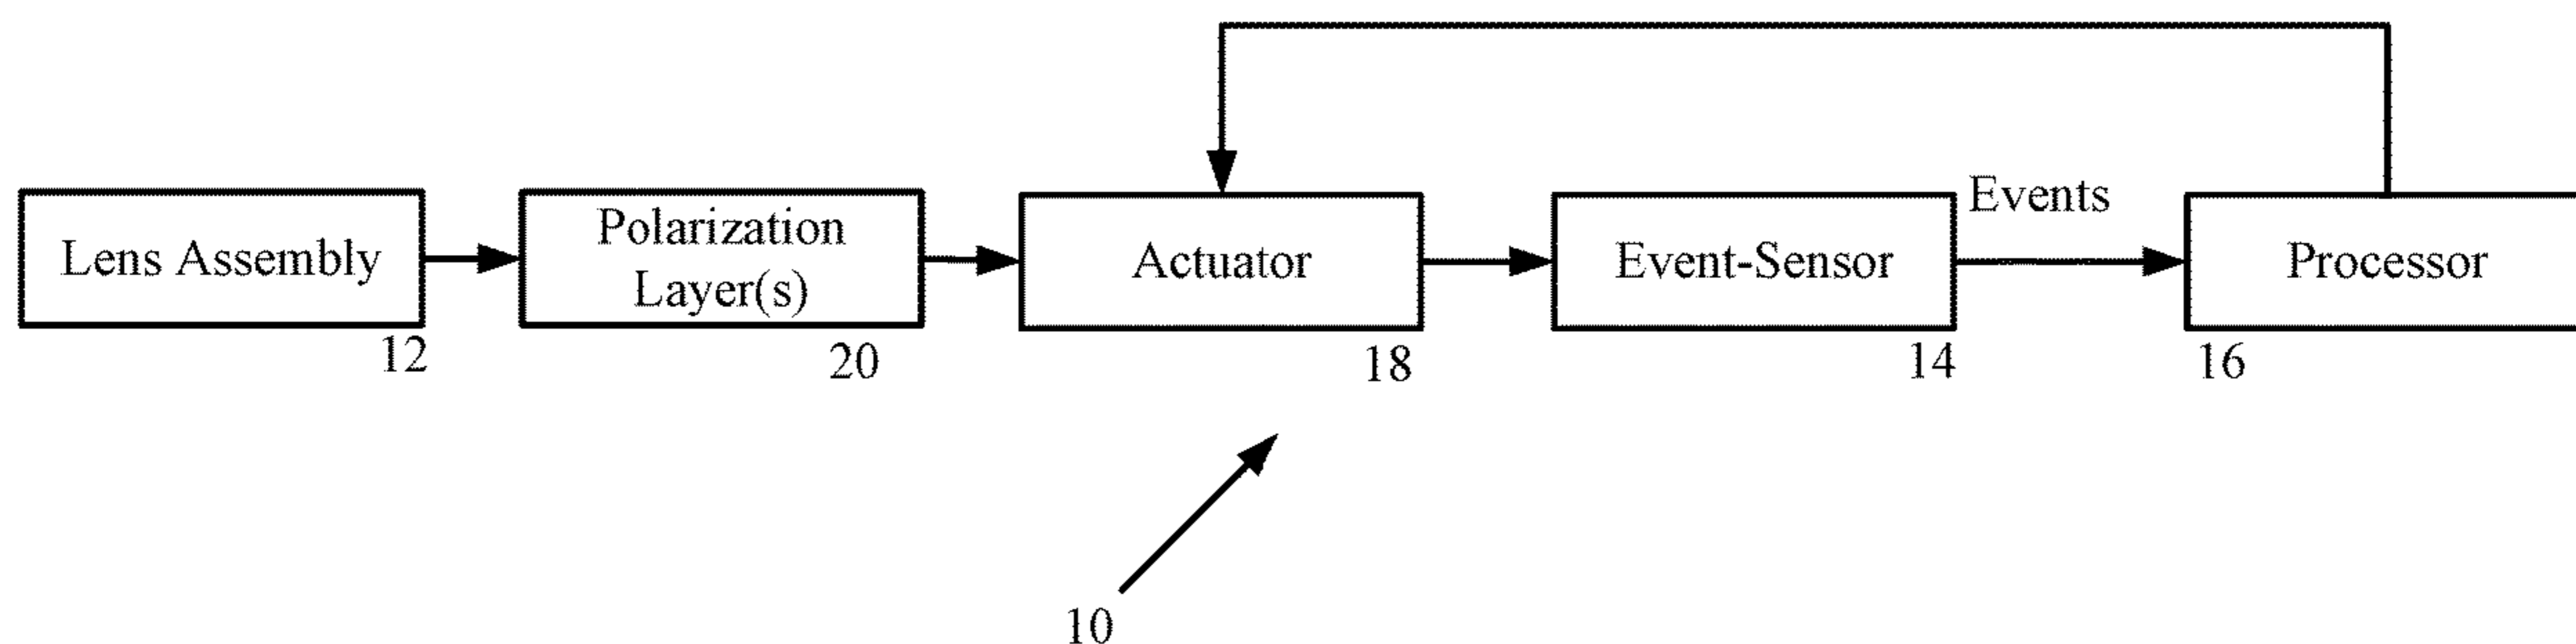 Lens Assembly
12
Polarization
Layer(s)
20
Actuator
18
Event-Sensor
14
Events
Processor
16
10